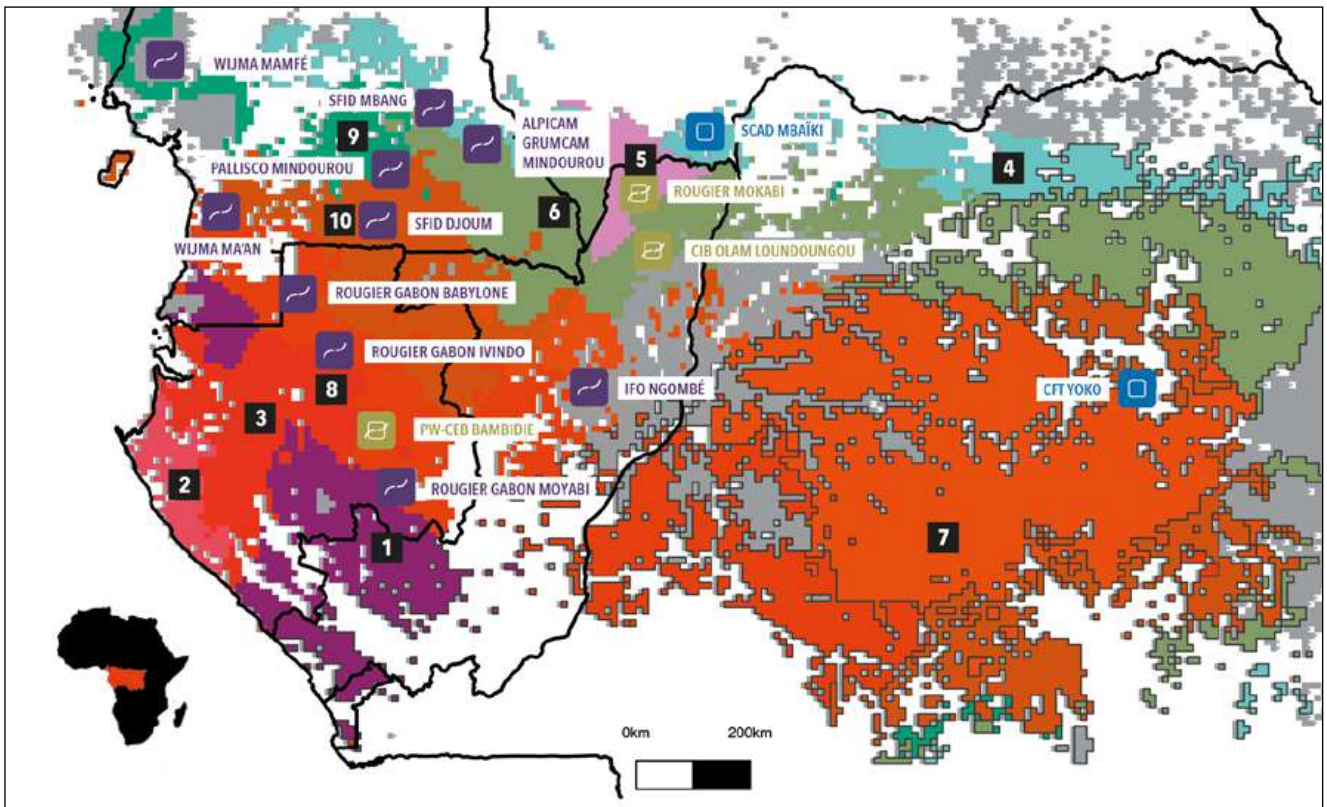 WIJMA MAMFÉ
SFID MBANG
ALPICAM
GRUMCAM
MINDOUROU
SCAD MBAÏKI
9
5
4
PALLISCO MINDOUROU
ROUGIER MOKABI
10
SFID DJOUM
6
WIJMA MA'AN
CIB OLAM LOUNDOUNGOU
ROUGIER GABON BABYLONE
ROUGIER GABON IVINDO
8
IFO NGOMBÉ
CFT YOKO
3
PW-CEB BAMBIDIE
2
ROUGIER GABON MOYABI
1
7
0km 200km